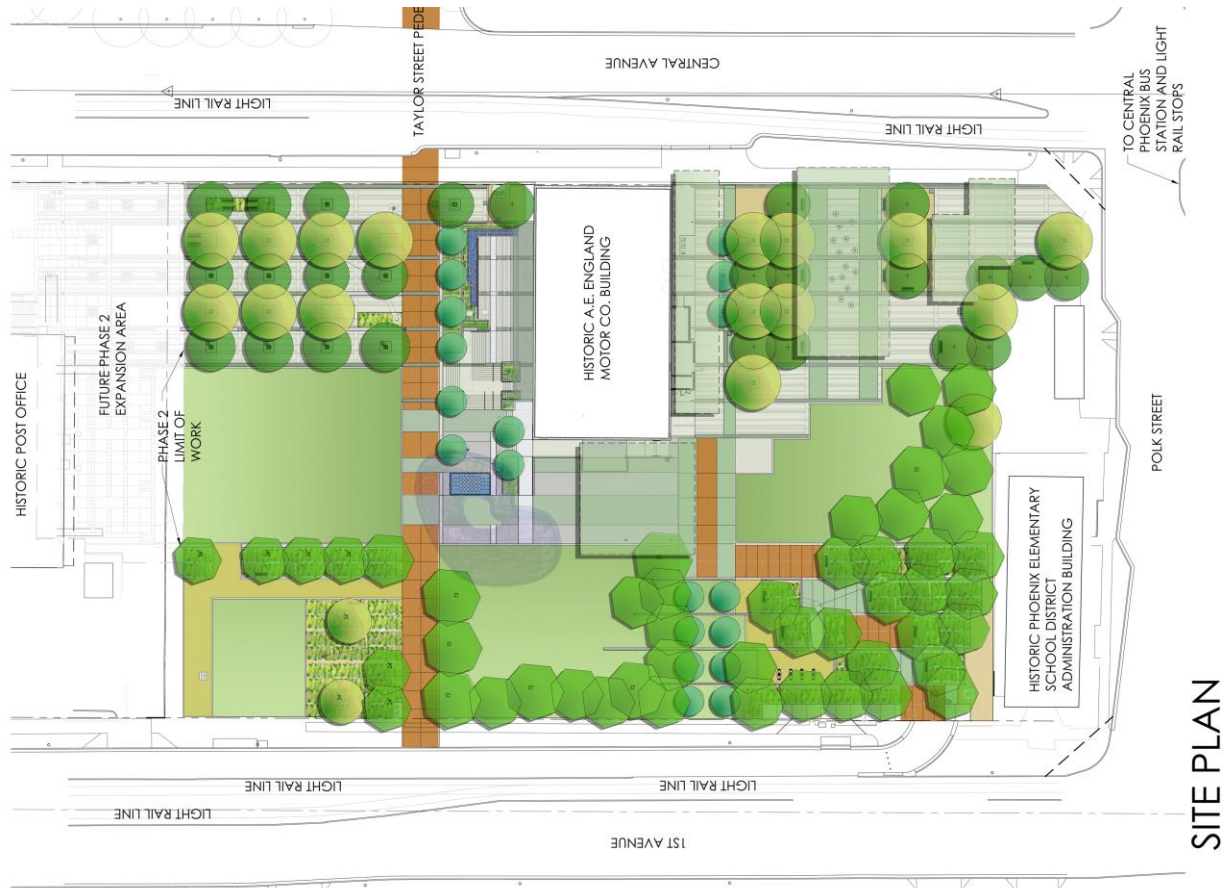 HISTORIC POST OFFICE
FUTURE PHASE 2
EXPANSION AREA
PHASE 2
LIMIT OF
WORK
TAYLOR STREET PEDE
LIGHT RAIL LINE
CENTRAL AVENUE
LIGHT RAIL LINE
TO CENTRAL
PHOENIX BUS
STATION AND LIGHT
RAIL STOPS
HISTORIC A.E. ENGLAND
MOTOR CO. BUILDING
POLK STREET
HISTORIC PHOENIX ELEMENTARY
SCHOOL DISTRICT
ADMINISTRATION BUILDING
LIGHT RAIL LINE
LIGHT RAIL LINE
LIGHT RAIL LINE
1ST AVENUE
SITE PLAN